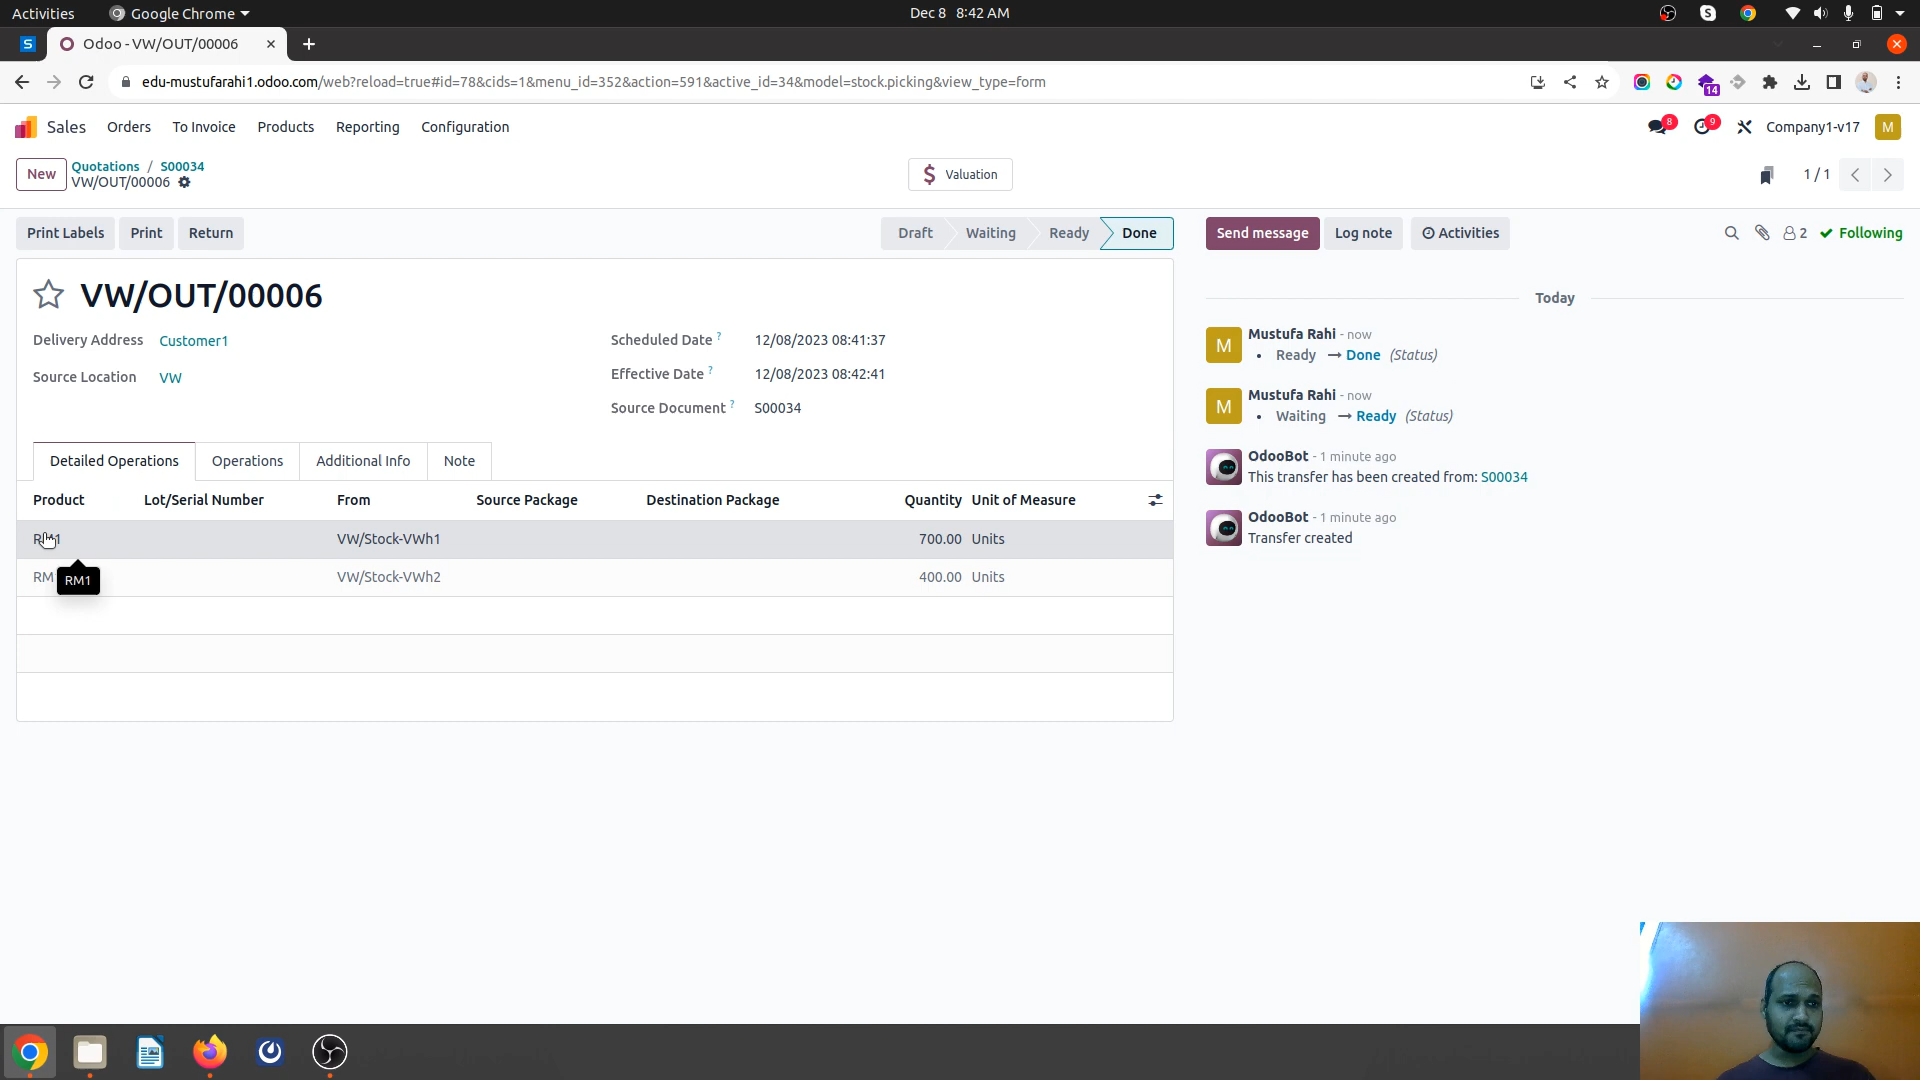 Activities Google Chrome Dec 8 8:42 AM
Odoo - VW/OUT/00006
edu-mustufarahi1.odoo.com/web?reload=true#id=78&cids=1&menu_id=352&action=591&active_id=34&model=stock.picking&view_type=form
14
Sales Orders To Invoice Products Reporting Configuration 8 9 Company1-v17 M
New Quotations / S00034
VW/OUT/00006 $ Valuation 1 / 1
Print Labels Print Return Draft Waiting Ready Done Send message Log note Activities 2 Following
VW/OUT/00006
Delivery Address Customer1 Scheduled Date ? 12/08/2023 08:41:37
Source Location VW Effective Date ? 12/08/2023 08:42:41
Source Document ? S00034
Detailed Operations Operations Additional Info Note
Product Lot/Serial Number From Source Package Destination Package Quantity Unit of Measure
RM1 VW/Stock-VWh1 700.00 Units
RM VW/Stock-VWh2 400.00 Units
RM1
Today
M Mustufa Rahi - now
• Ready → Done (Status)
M Mustufa Rahi - now
• Waiting → Ready (Status)
OdooBot - 1 minute ago
This transfer has been created from: S00034
OdooBot - 1 minute ago
Transfer created